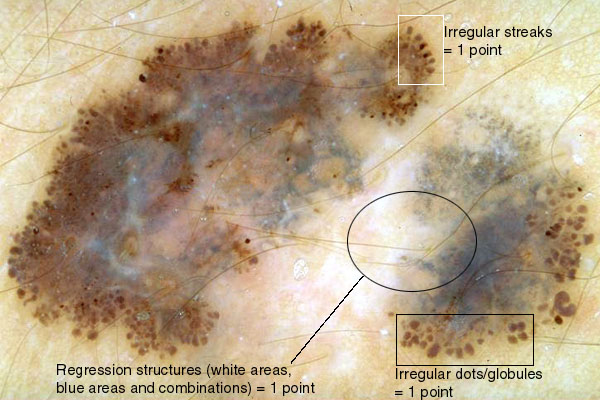 Irregular streaks
= 1 point
Regression structures (white areas,
blue areas and combinations) = 1 point
Irregular dots/globules
= 1 point